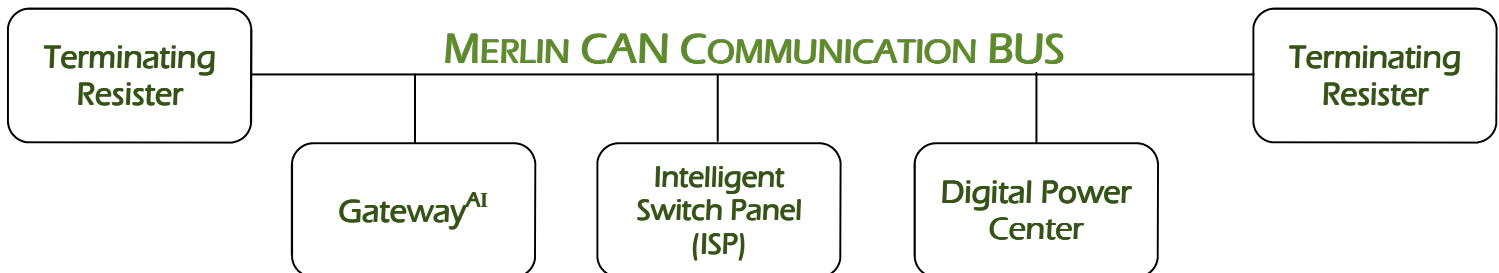 MERLIN CAN COMMUNICATION BUS
Terminating
Resister
Terminating
Resister
Gateway^AI
Intelligent
Switch Panel
(ISP)
Digital Power
Center